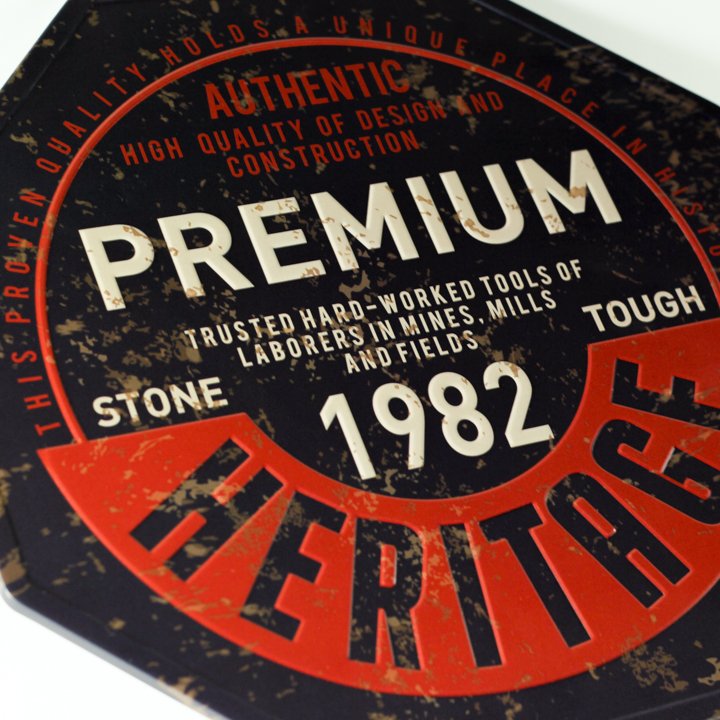 THIS PROVEN QUALITY HOLDS A UNIQUE PLACE IN
AUTHENTIC
HIGH QUALITY OF DESIGN AND
CONSTRUCTION
PREMIUM
TRUSTED HARD-WORKED TOOLS OF
LABORERS IN MINES, MILLS
AND FIELDS
STONE
TOUGH
1982
HERITAGE